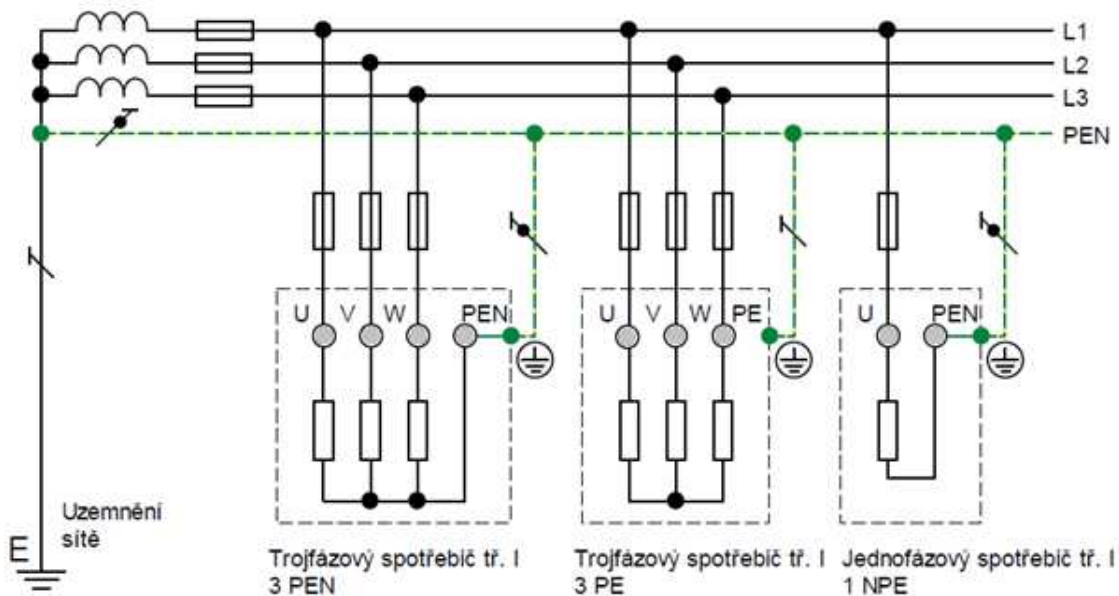 L1
L2
L3
PEN
U V W PEN
U V W PE
U PEN
Uzemnění
sítě
E
Trojfázový spotřebič tř. I
3 PEN
Trojfázový spotřebič tř. I
3 PE
Jednofázový spotřebič tř. I
1 NPE